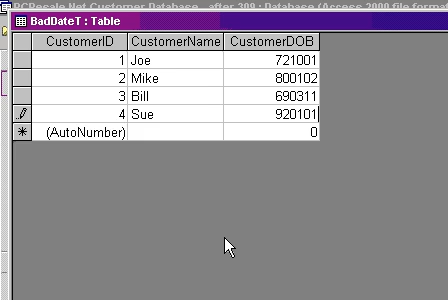 PCResale.Net Customer Database after 309 : Database (Access 2000 file format
BadDateT : Table
CustomerID CustomerName CustomerDOB
1 Joe 721001
2 Mike 800102
3 Bill 690311
4 Sue 920101
(AutoNumber) 0